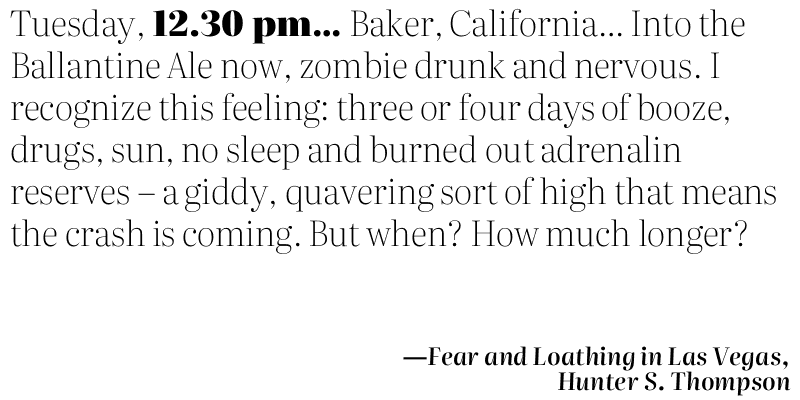 Tuesday, 12.30 pm... Baker, California... Into the
Ballantine Ale now, zombie drunk and nervous. I
recognize this feeling: three or four days of booze,
drugs, sun, no sleep and burned out adrenalin
reserves – a giddy, quavering sort of high that means
the crash is coming. But when? How much longer?
—Fear and Loathing in Las Vegas,
Hunter S. Thompson